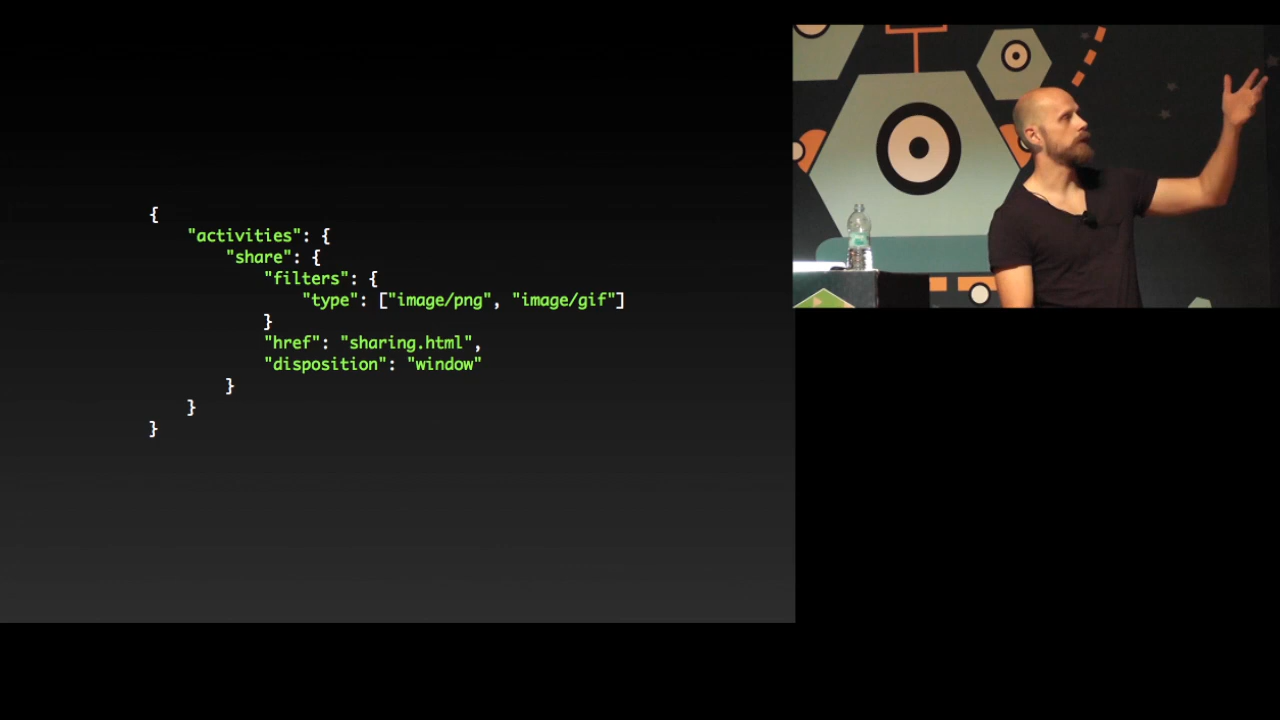 {
"activities": {
"share": {
"filters": {
"type": ["image/png", "image/gif"]
}
"href": "sharing.html",
"disposition": "window"
}
}
}